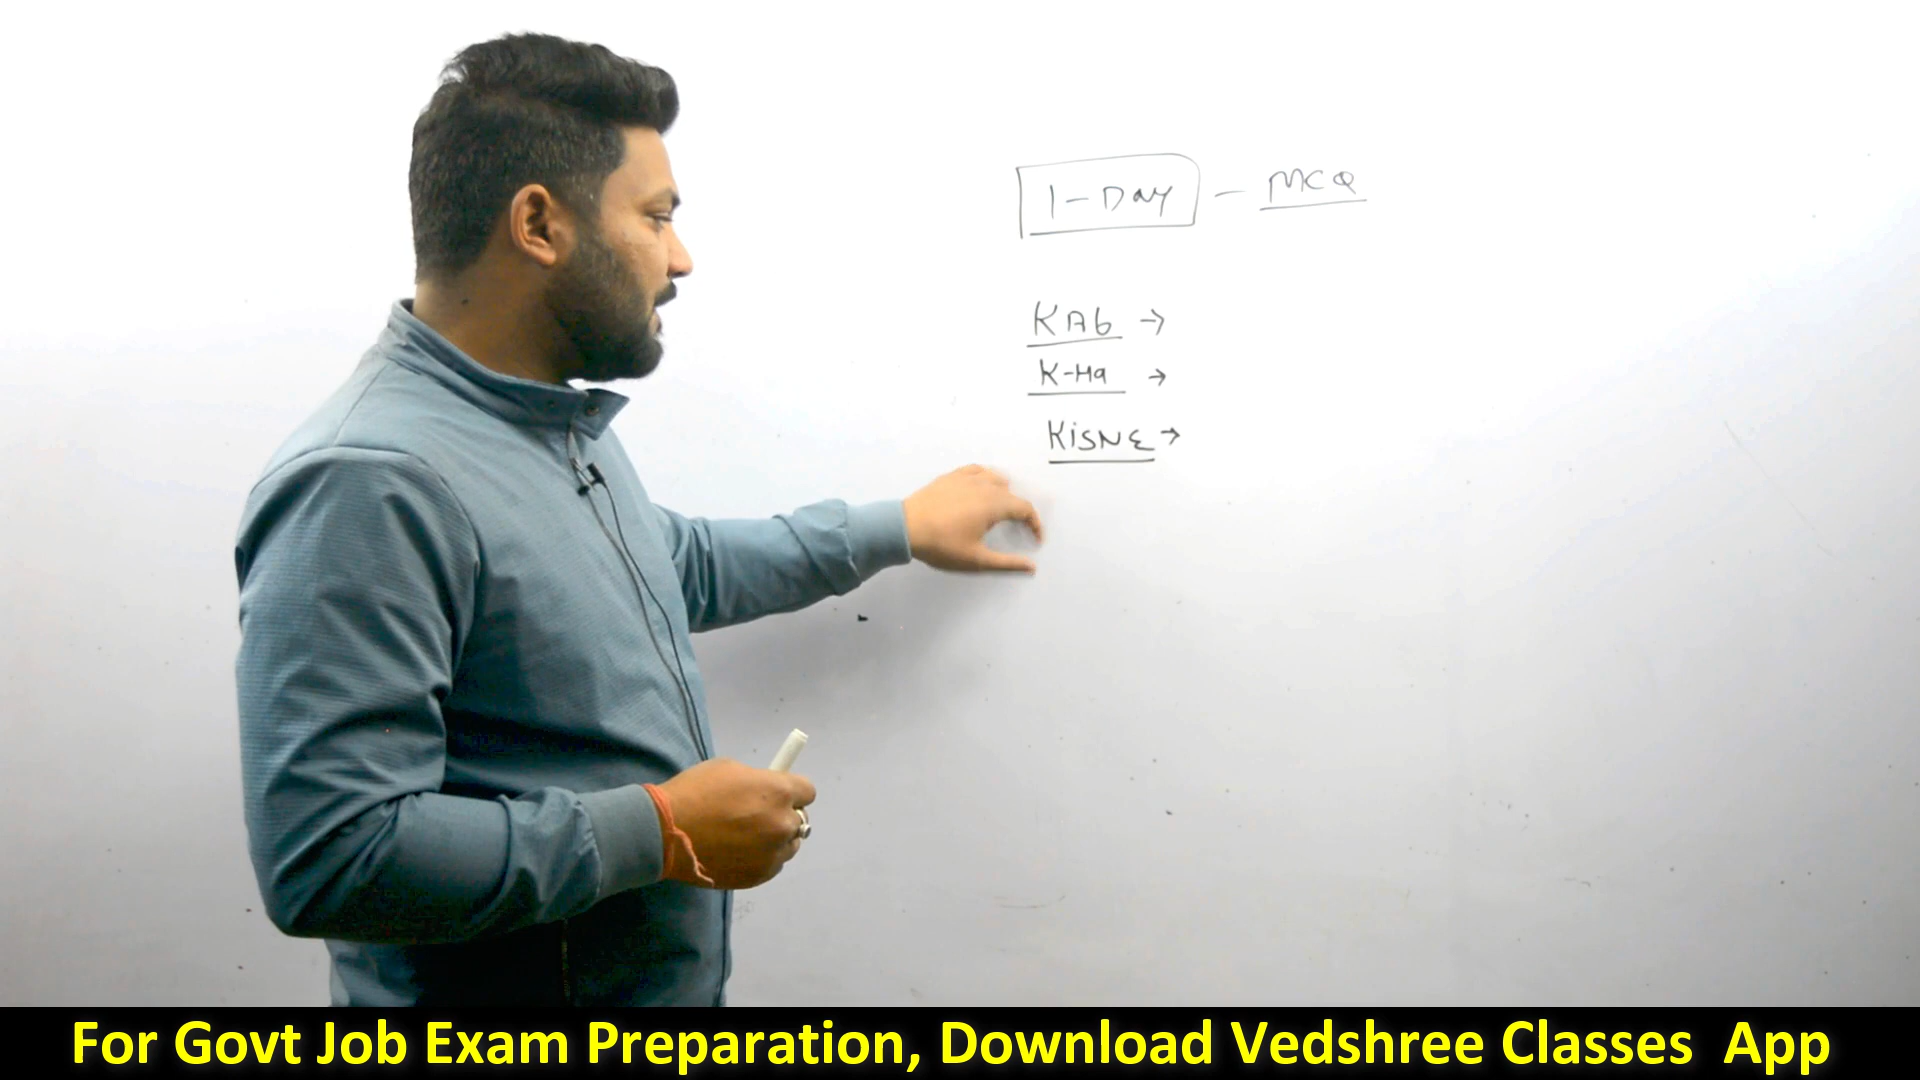 1-Day - MCQ
KAb →
K-Ha →
KiSNE →
For Govt Job Exam Preparation, Download Vedshree Classes App